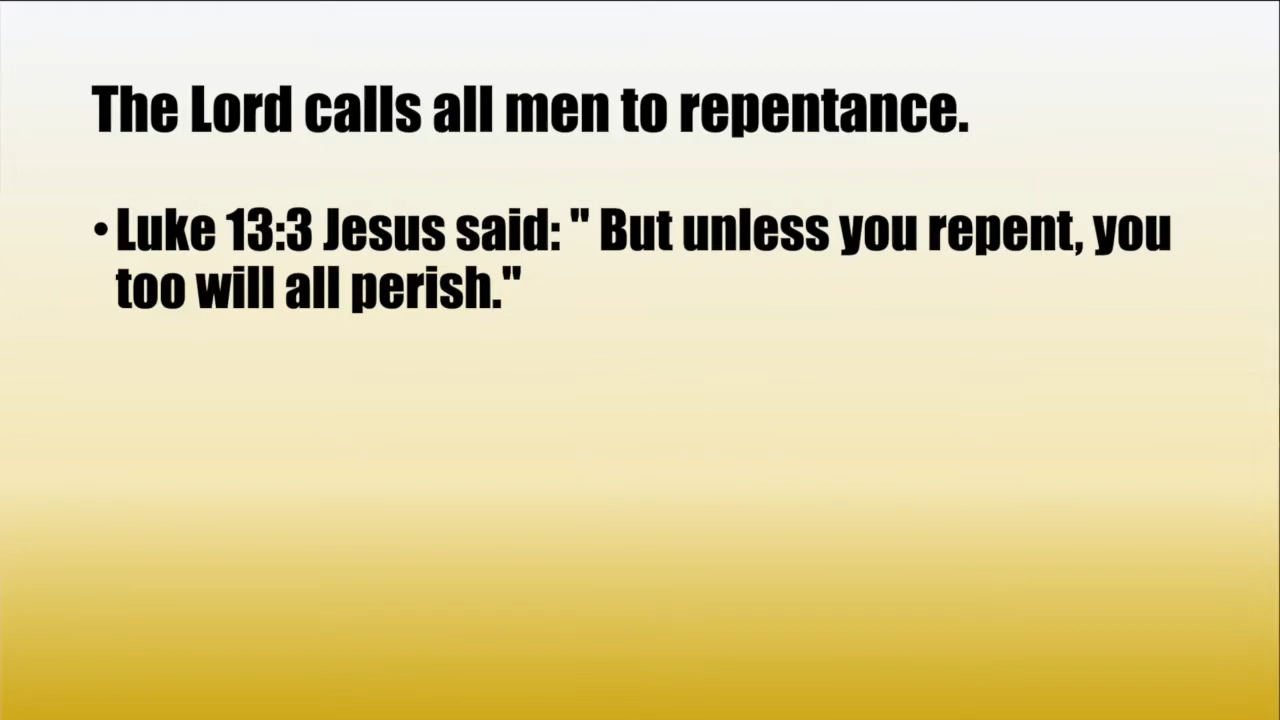 The Lord calls all men to repentance.
• Luke 13:3 Jesus said: " But unless you repent, you
too will all perish."